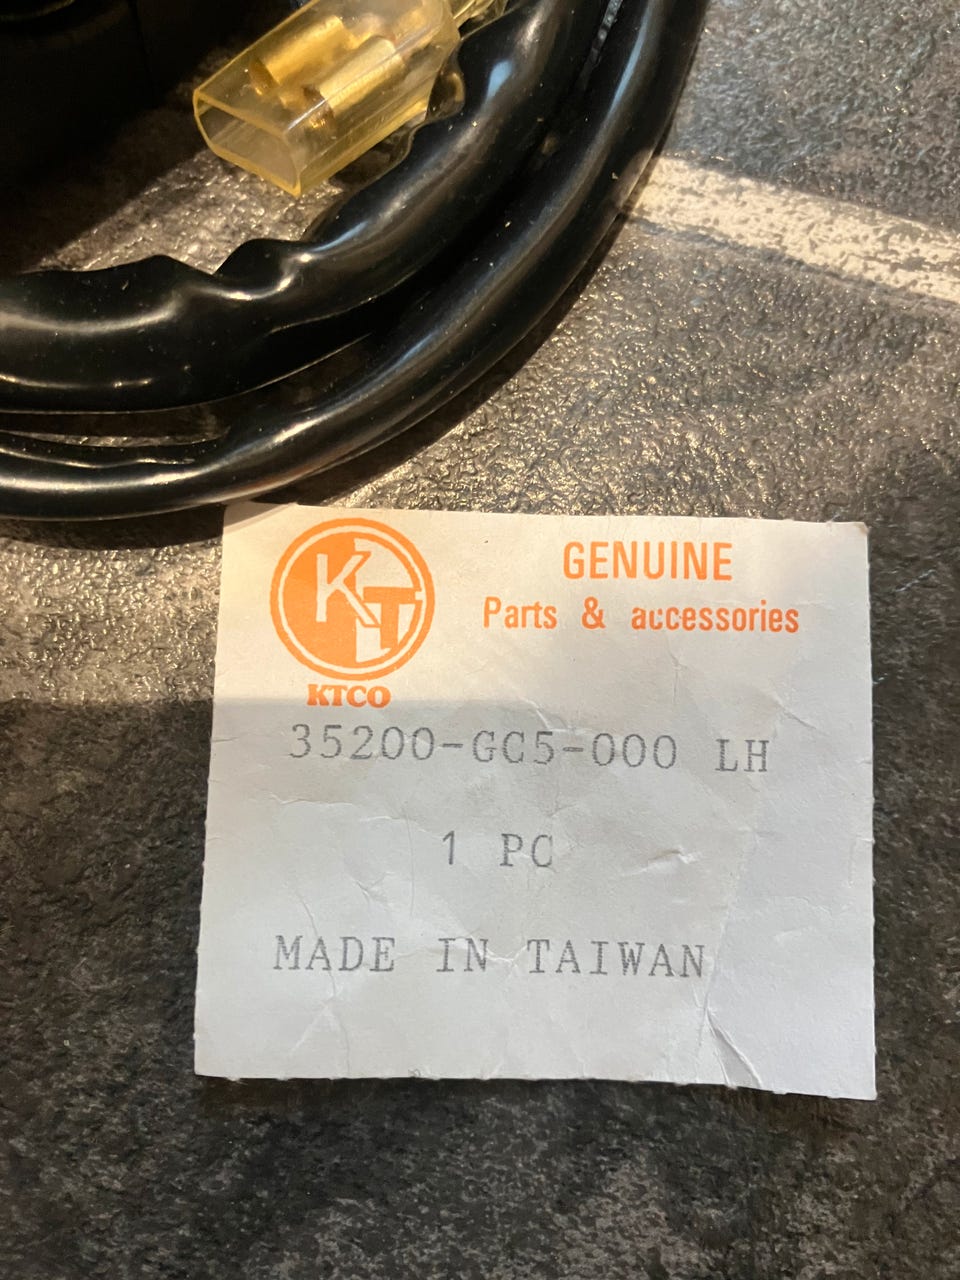 KT
KTCO
GENUINE
Parts & accessories
35200-GC5-000 LH
1 PC
MADE IN TAIWAN